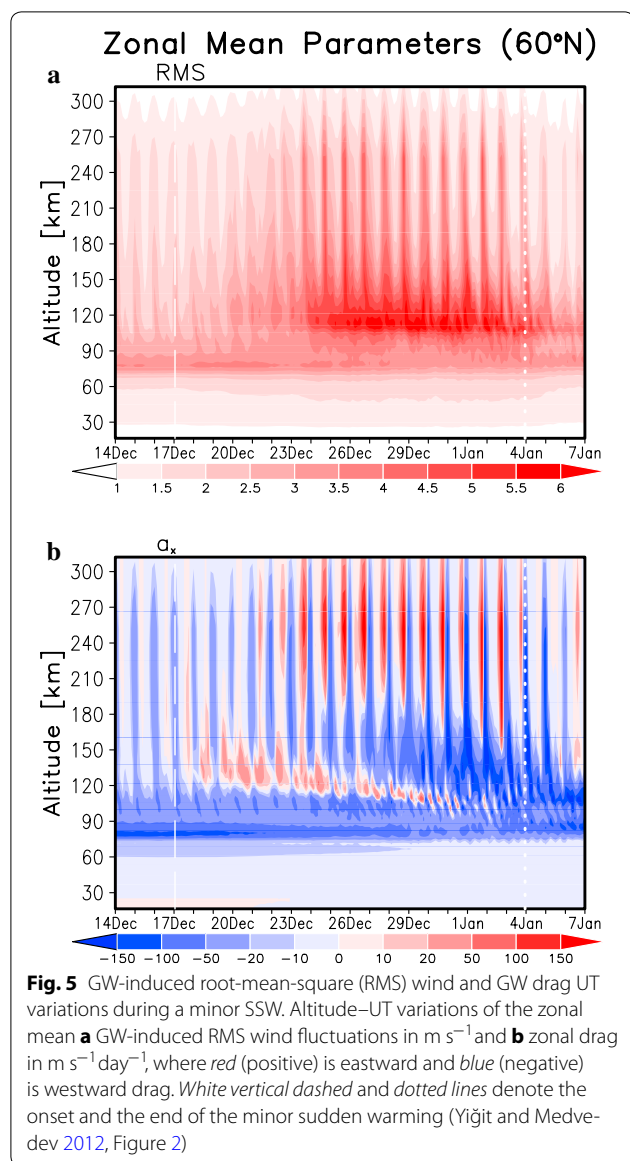 Zonal Mean Parameters (60°N)
a
RMS
300
270
240
210
180
150
120
90
60
30
Altitude [km]
14Dec 17Dec 20Dec 23Dec 26Dec 29Dec 1Jan 4Jan 7Jan
1 1.5 2 2.5 3 3.5 4 4.5 5 5.5 6
b
aₓ
300
270
240
210
180
150
120
90
60
30
Altitude [km]
14Dec 17Dec 20Dec 23Dec 26Dec 29Dec 1Jan 4Jan 7Jan
−150 −100 −50 −20 −10 0 10 20 50 100 150
Fig. 5 GW-induced root-mean-square (RMS) wind and GW drag UT
variations during a minor SSW. Altitude–UT variations of the zonal
mean a GW-induced RMS wind fluctuations in m s⁻¹ and b zonal drag
in m s⁻¹ day⁻¹, where red (positive) is eastward and blue (negative)
is westward drag. White vertical dashed and dotted lines denote the
onset and the end of the minor sudden warming (Yiğit and Medve-
dev 2012, Figure 2)